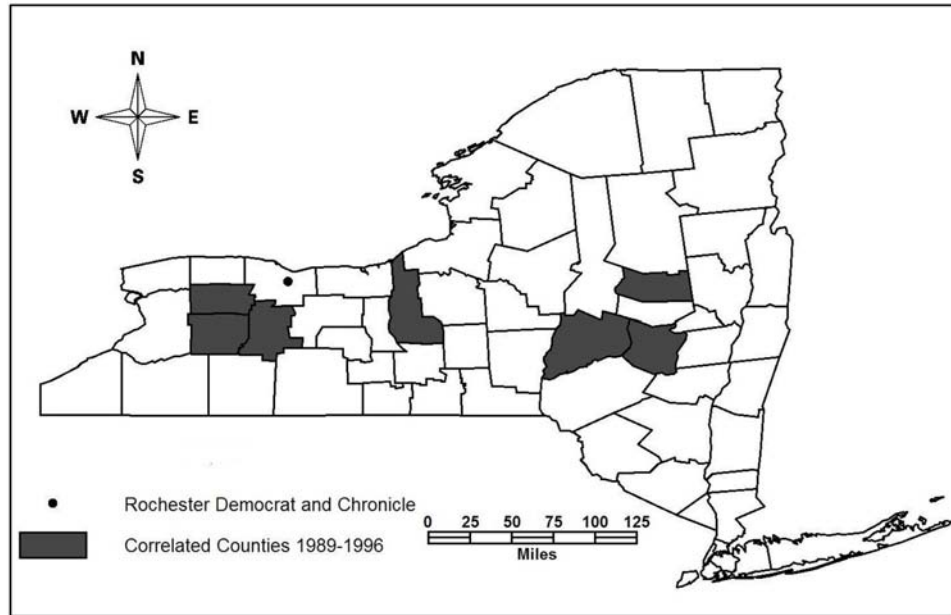 N
W E
S
Rochester Democrat and Chronicle
Correlated Counties 1989-1996
0 25 50 75 100 125
Miles